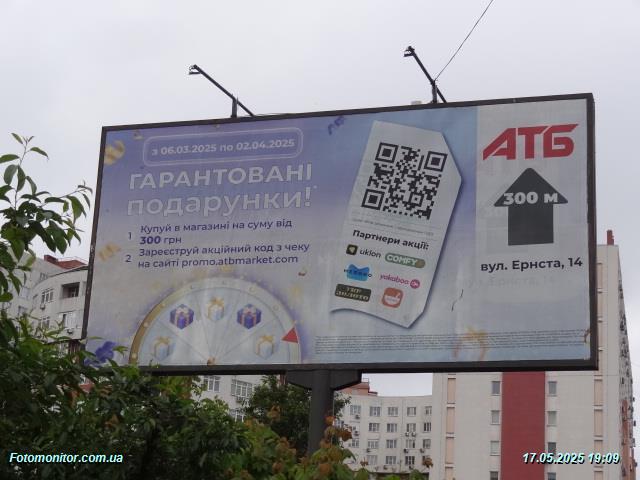 з 06.03.2025 по 02.04.2025
ГАРАНТОВАНІ
подарунки!
1 Купуй в магазині на суму від
300 грн
2 Зареєструй акційний код з чеку
на сайті promo.atbmarket.com
Партнери акції:
uklon COMFY
yakaboo
АТБ
300 м
вул. Ернста, 14
Fotomonitor.com.ua
17.05.2025 19:09